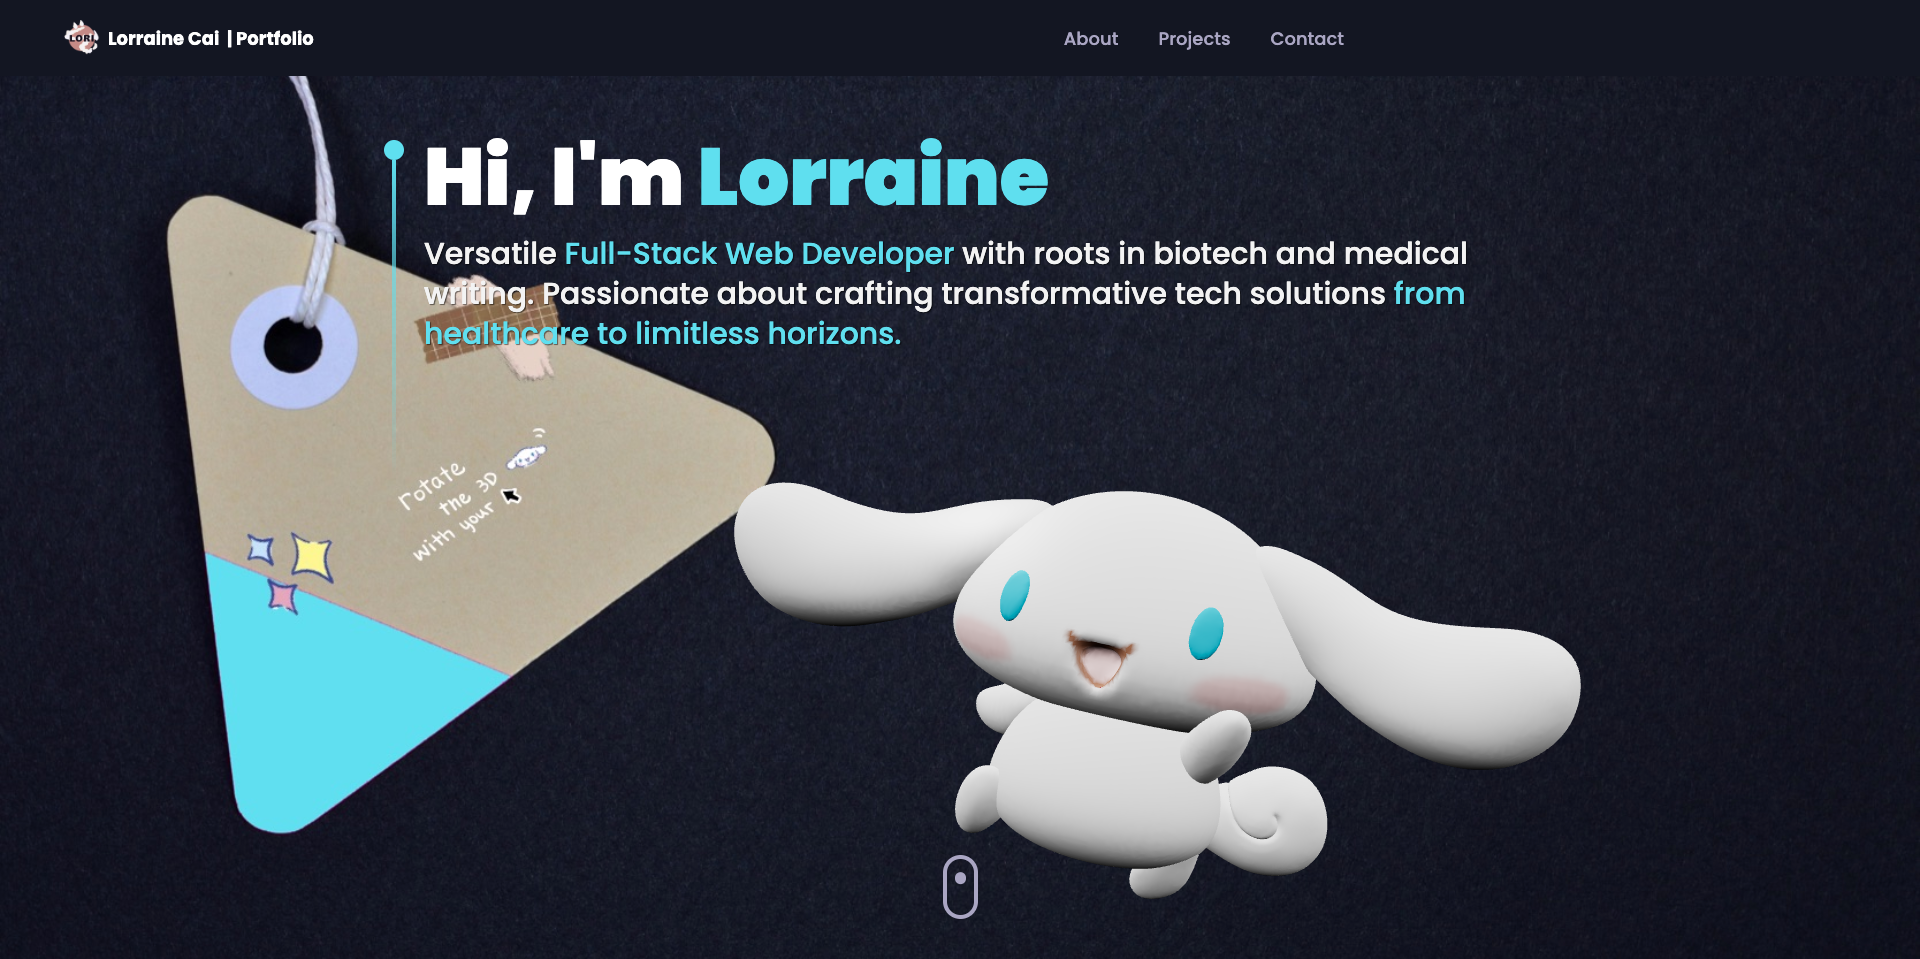 LORI
Lorraine Cai | Portfolio
About
Projects
Contact
Hi, I'm Lorraine
Versatile Full-Stack Web Developer with roots in biotech and medical
writing. Passionate about crafting transformative tech solutions from
healthcare to limitless horizons.
rotate
the 3D
with your